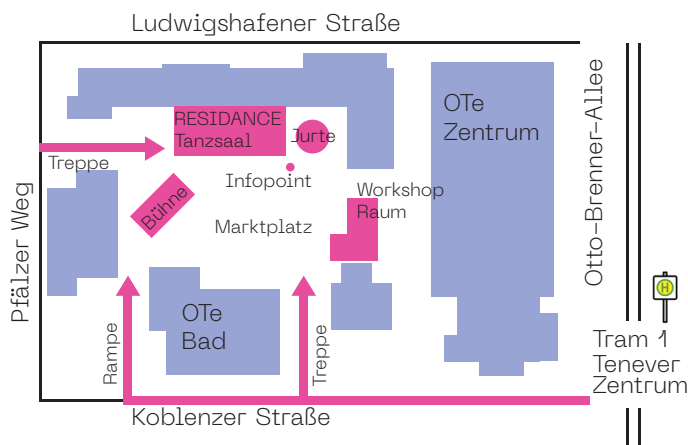 Ludwigshafener Straße
RESIDANCE
Tanzsaal
Jurte
OTe
Zentrum
Treppe
Infopoint
Bühne
Workshop
Raum
Marktplatz
Pfälzer Weg
Otto-Brenner-Allee
H
OTe
Bad
Rampe
Treppe
Tram 1
Tenever
Zentrum
Koblenzer Straße